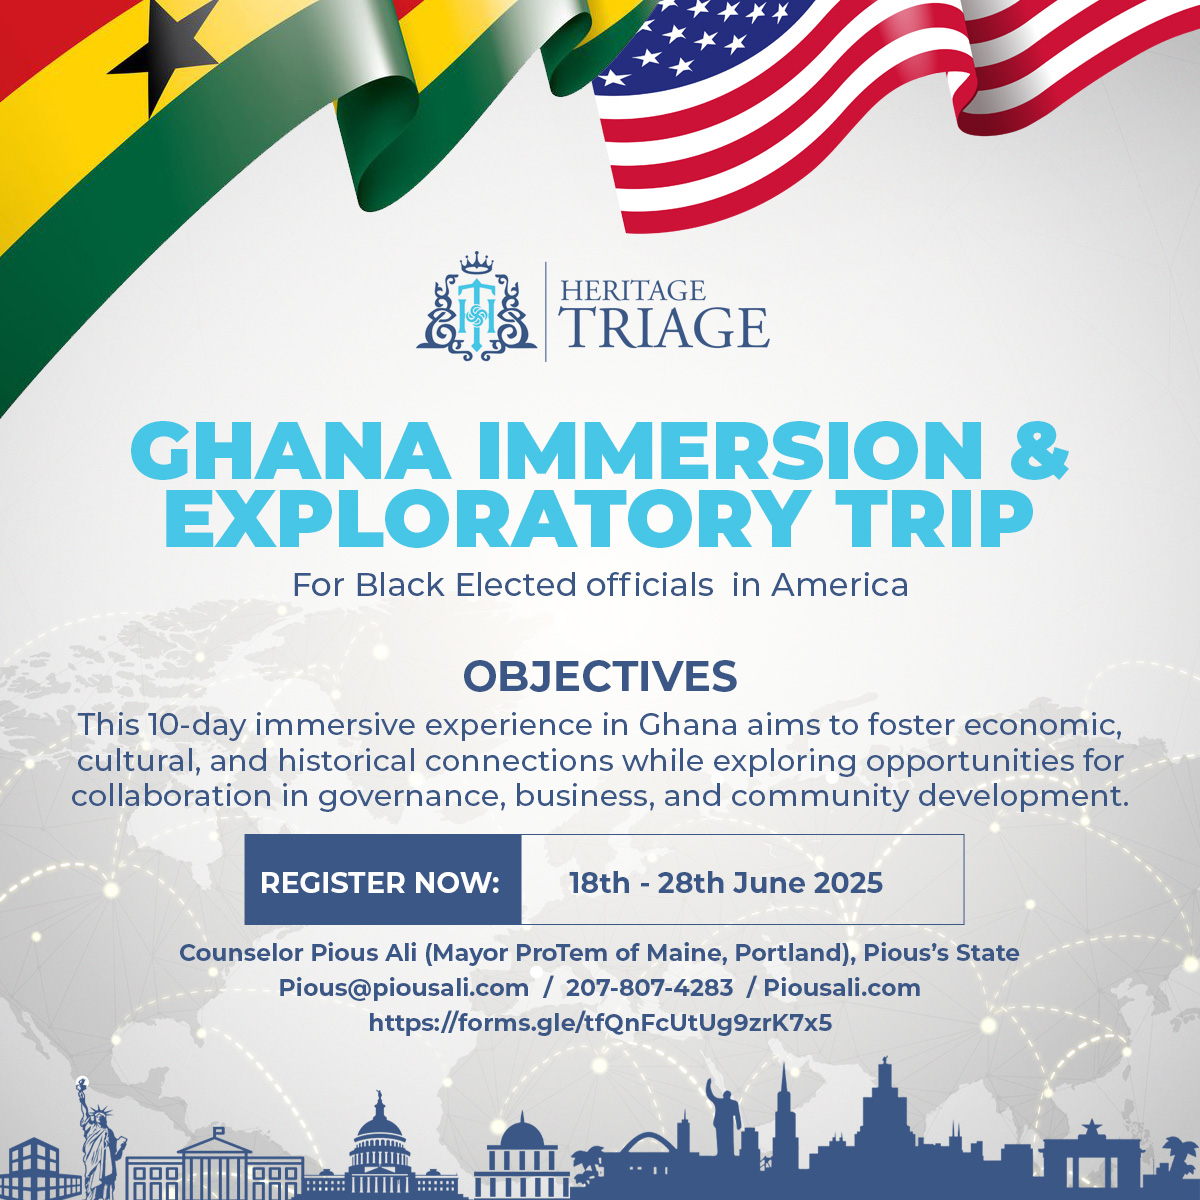 HERITAGE
TRIAGE
GHANA IMMERSION &
EXPLORATORY TRIP
For Black Elected officials in America
OBJECTIVES
This 10-day immersive experience in Ghana aims to foster economic,
cultural, and historical connections while exploring opportunities for
collaboration in governance, business, and community development.
REGISTER NOW: 18th - 28th June 2025
Counselor Pious Ali (Mayor ProTem of Maine, Portland), Pious’s State
Pious@piousali.com / 207-807-4283 / Piousali.com
https://forms.gle/tfQnFcUtUg9zrK7x5